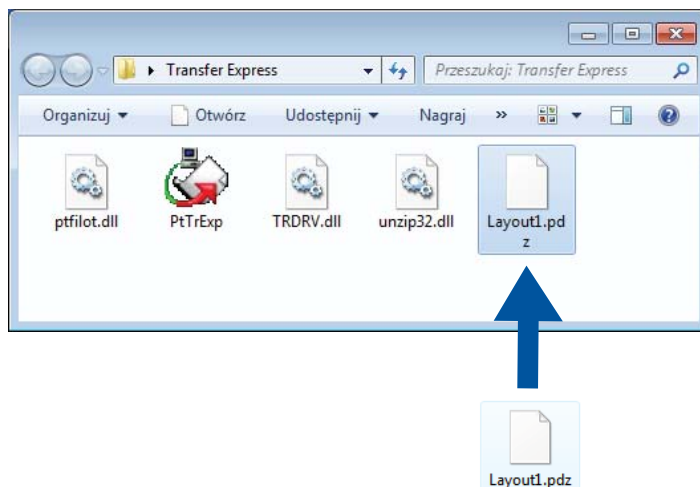 Transfer Express
Przeszukaj: Transfer Express
Organizuj
Otwórz
Udostępnij
Nagraj
»
ptfilot.dll
PtTrExp
TRDRV.dll
unzip32.dll
Layout1.pd
z
Layout1.pdz